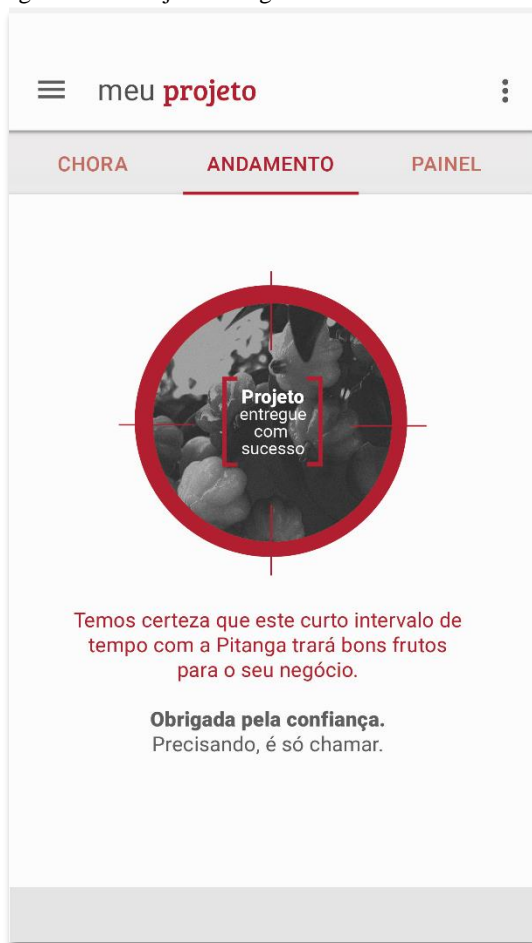 meu projeto
CHORA ANDAMENTO PAINEL
Projeto
entregue
com
sucesso
Temos certeza que este curto intervalo de
tempo com a Pitanga trará bons frutos
para o seu negócio.
Obrigada pela confiança.
Precisando, é só chamar.